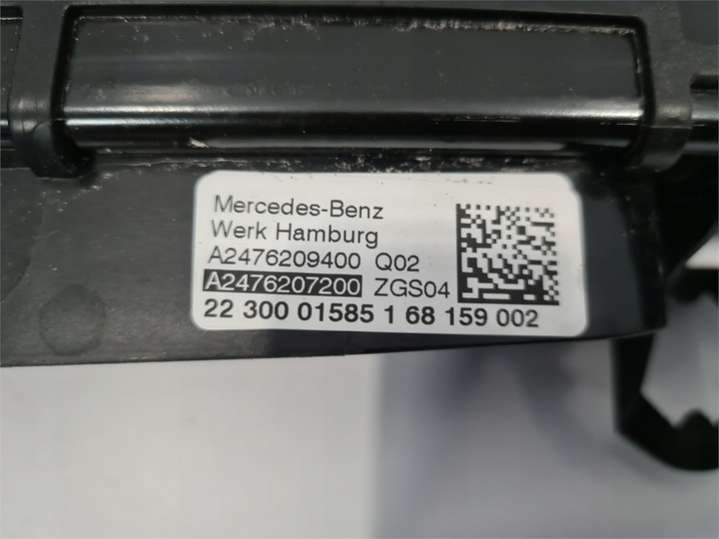 Mercedes-Benz
Werk Hamburg
A2476209400 Q02
A2476207200 ZGS04
22 300 01585 1 68 159 002